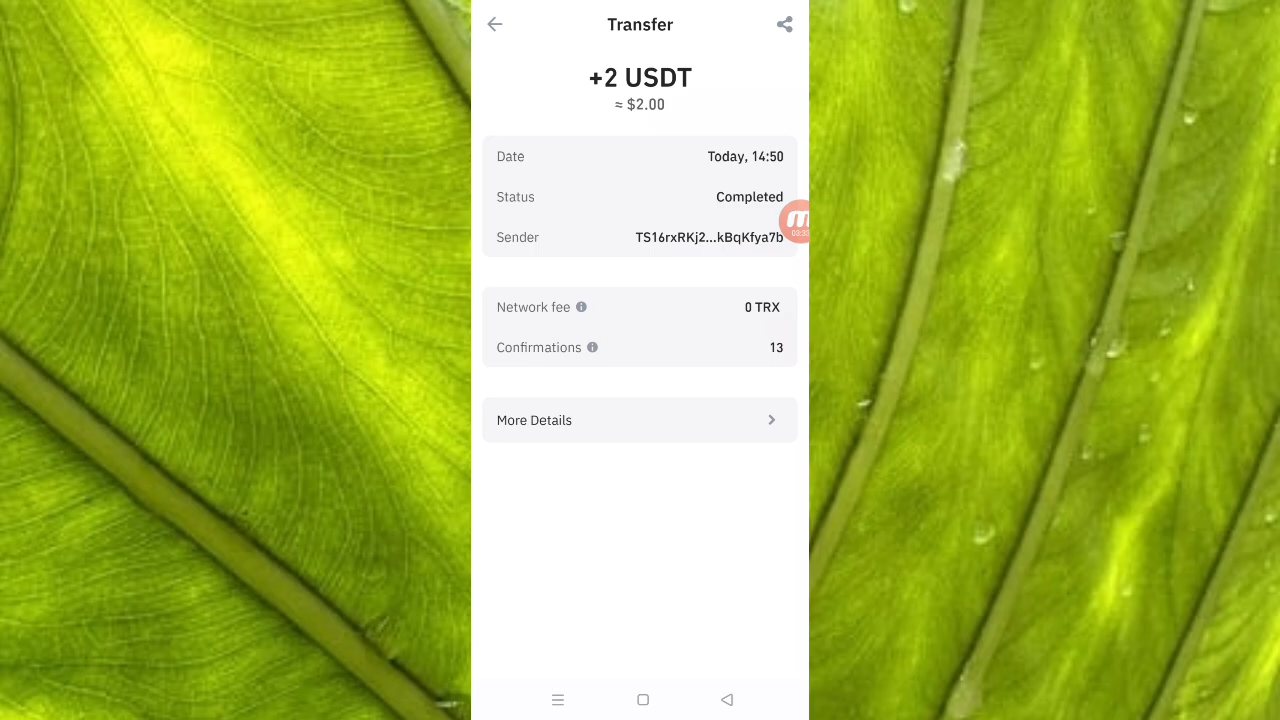 Transfer
+2 USDT
≈ $2.00
Date Today, 14:50
Status Completed
Sender TS16rxRKj2...kBqKfya7b
Network fee 0 TRX
Confirmations 13
More Details